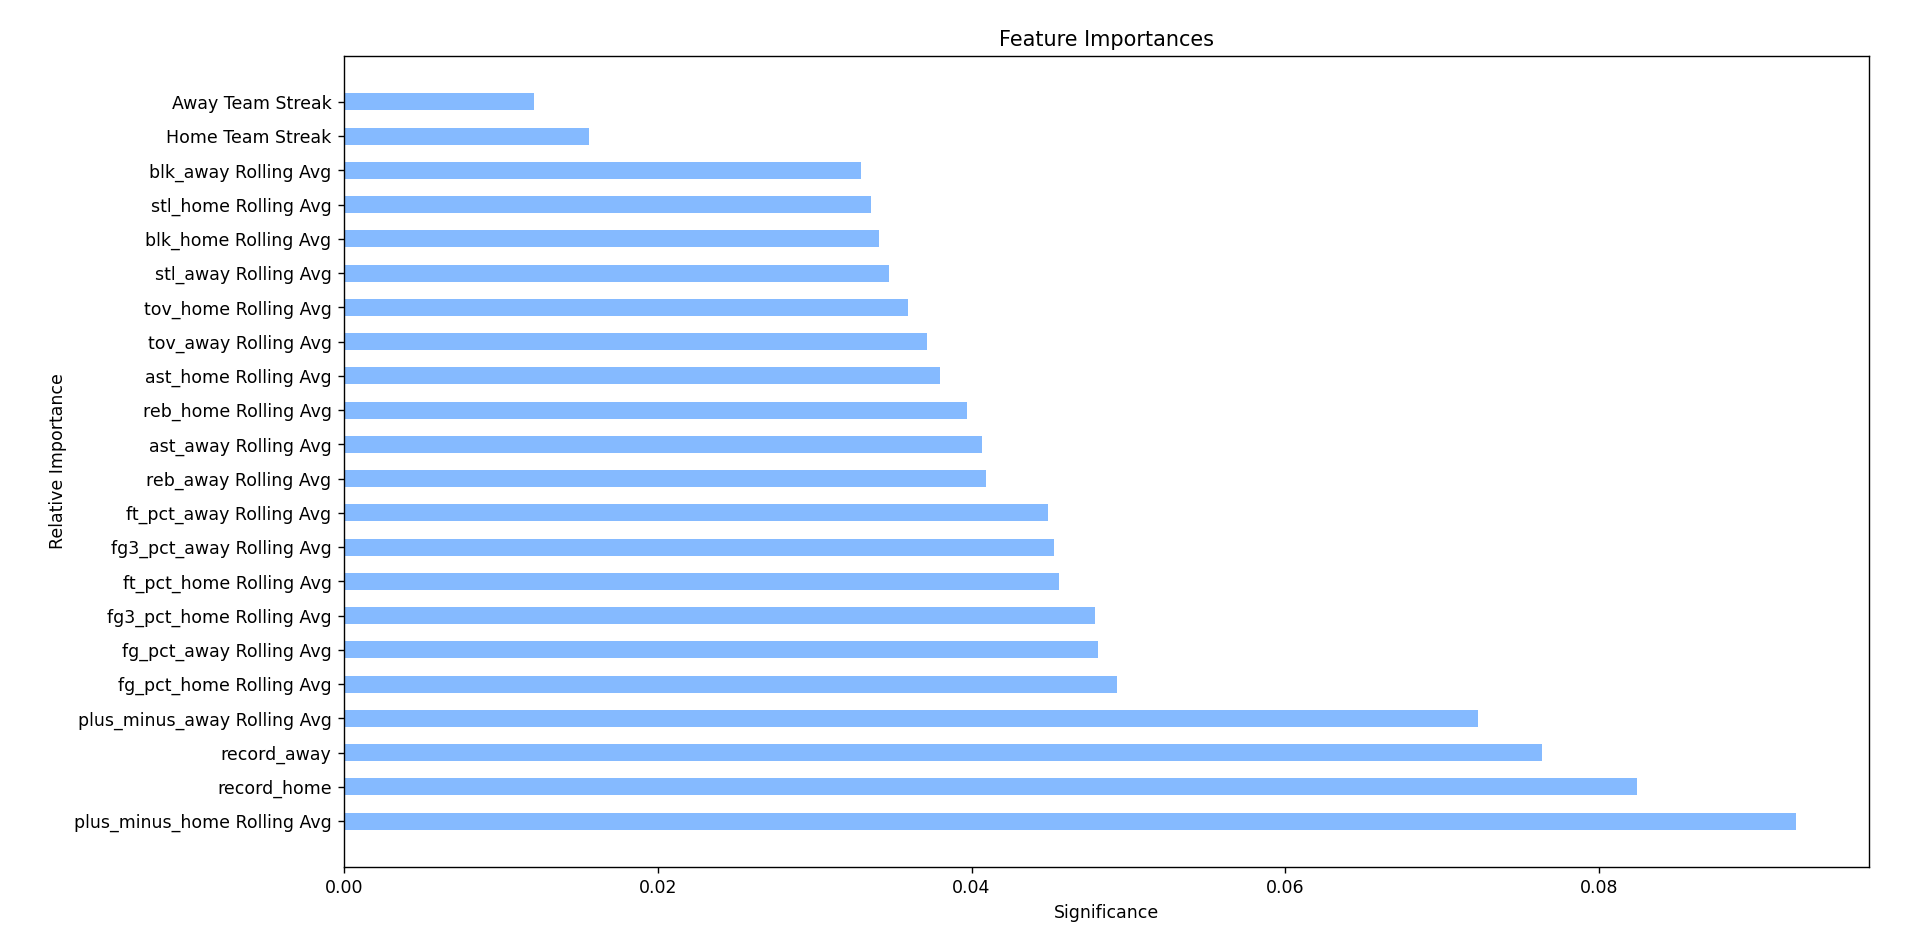 Feature Importances
Away Team Streak
Home Team Streak
blk_away Rolling Avg
stl_home Rolling Avg
blk_home Rolling Avg
stl_away Rolling Avg
tov_home Rolling Avg
tov_away Rolling Avg
ast_home Rolling Avg
reb_home Rolling Avg
ast_away Rolling Avg
reb_away Rolling Avg
ft_pct_away Rolling Avg
fg3_pct_away Rolling Avg
ft_pct_home Rolling Avg
fg3_pct_home Rolling Avg
fg_pct_away Rolling Avg
fg_pct_home Rolling Avg
plus_minus_away Rolling Avg
record_away
record_home
plus_minus_home Rolling Avg
Relative Importance
0.00 0.02 0.04 0.06 0.08
Significance